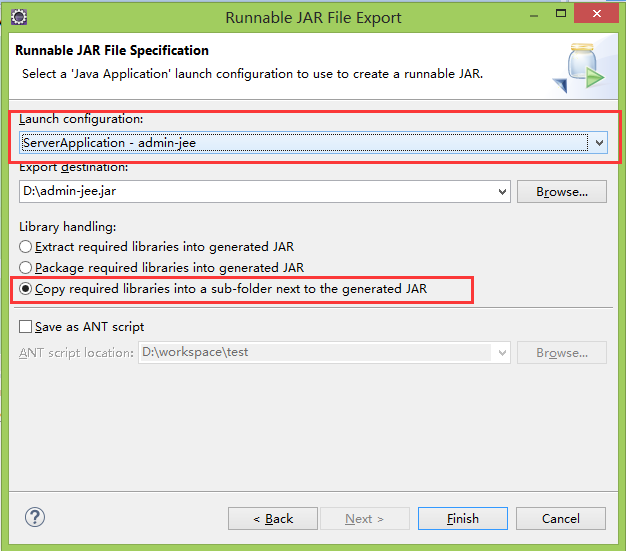 Runnable JAR File Export
Runnable JAR File Specification
Select a 'Java Application' launch configuration to use to create a runnable JAR.
Launch configuration:
ServerApplication - admin-jee
Export destination:
D:\admin-jee.jar
Browse...
Library handling:
Extract required libraries into generated JAR
Package required libraries into generated JAR
Copy required libraries into a sub-folder next to the generated JAR
Save as ANT script
ANT script location:
D:\workspace\test
Browse...
?
< Back
Next >
Finish
Cancel